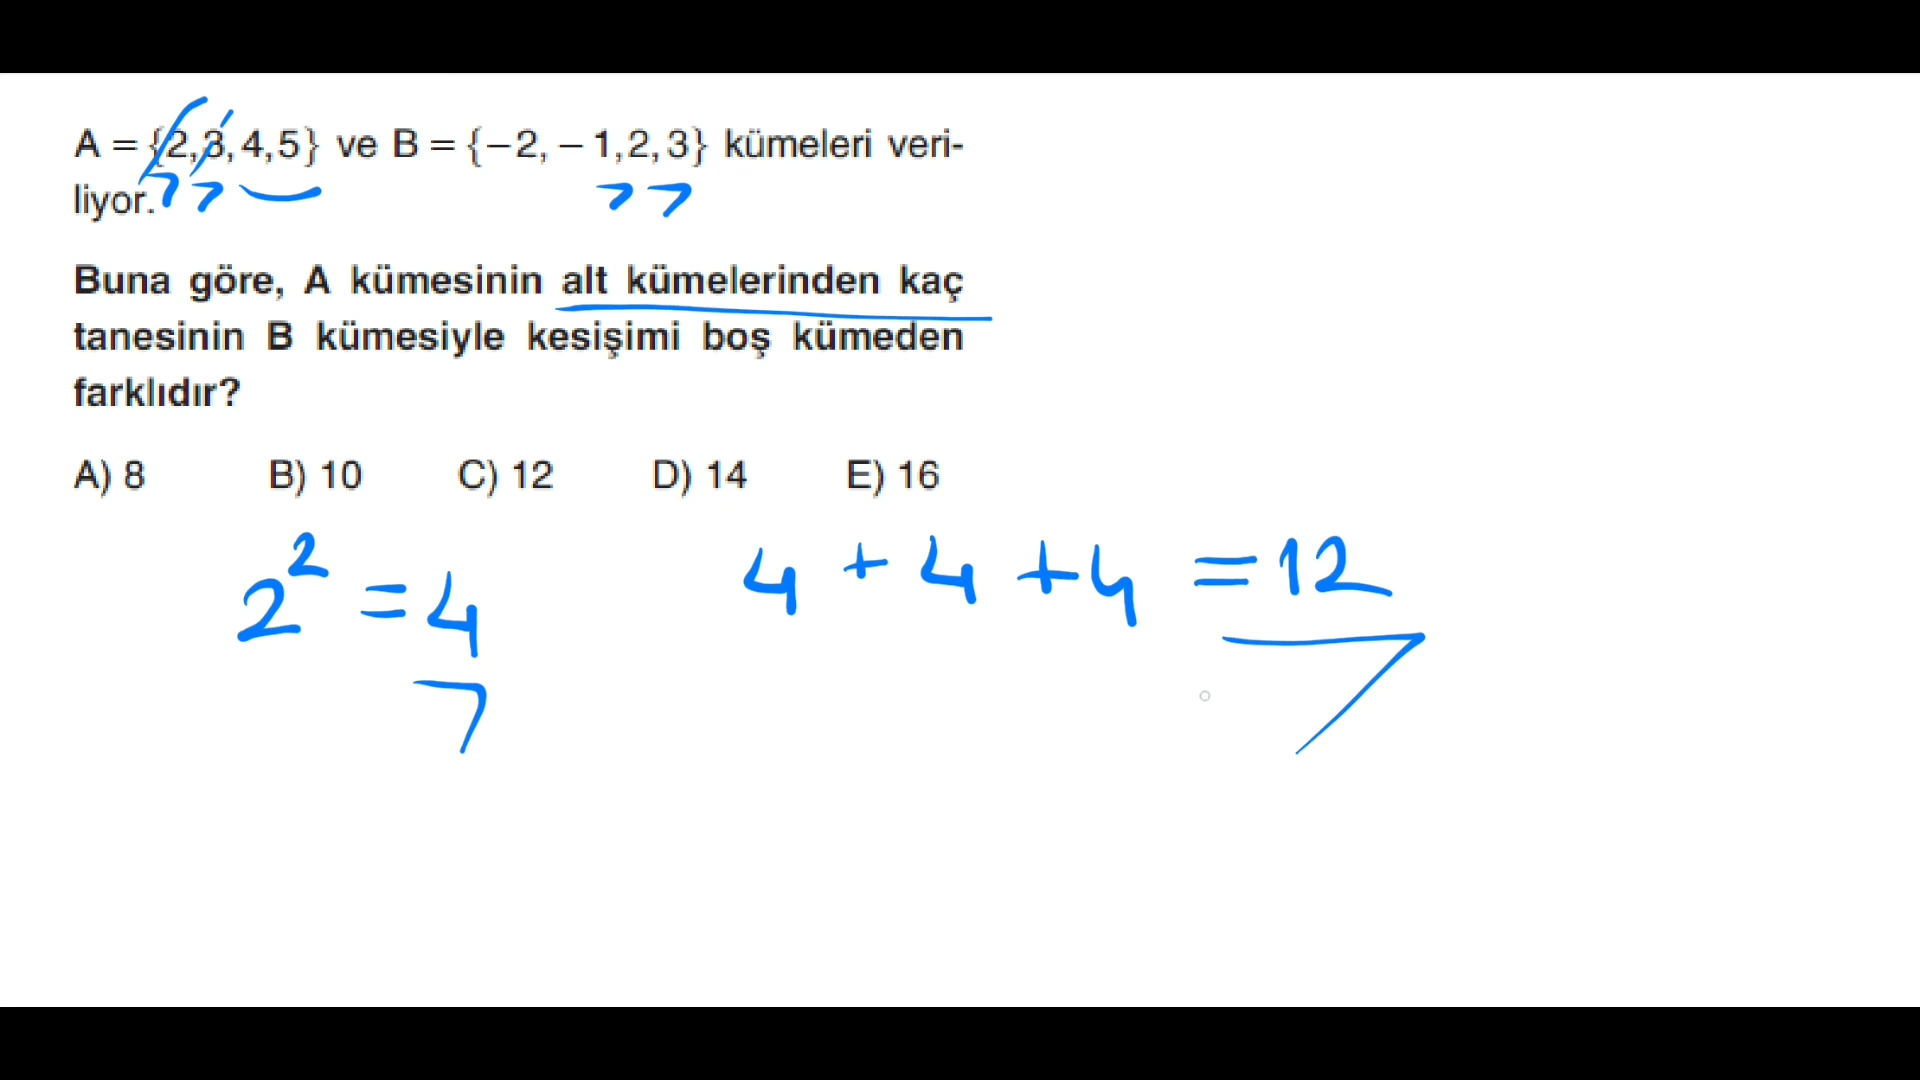 A = {2,3,4,5} ve B = {−2, − 1,2,3} kümeleri veri-
liyor.
Buna göre, A kümesinin alt kümelerinden kaç
tanesinin B kümesiyle kesişimi boş kümeden
farklıdır?
A) 8 B) 10 C) 12 D) 14 E) 16
2² = 4 4 + 4 + 4 = 12